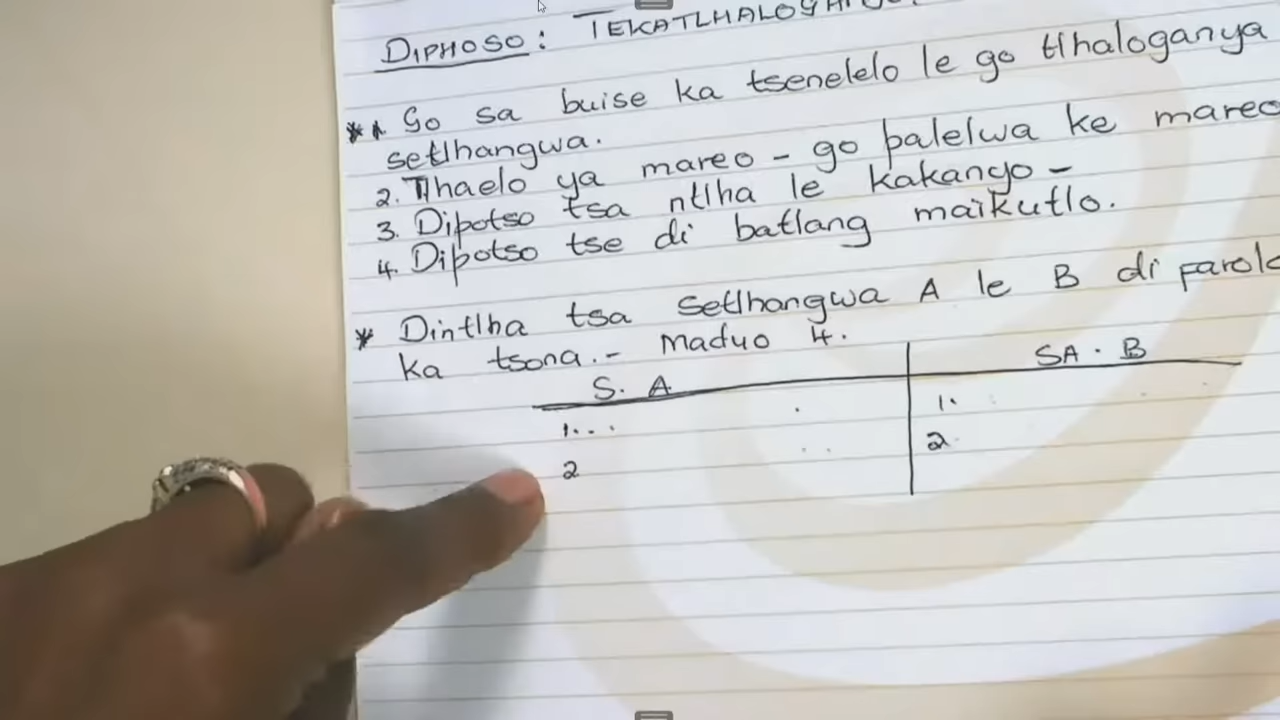 DIPHOSO: TEKATLHALOGANYO
** Go sa buise ka tsenelelo le go tlhaloganya
setlhangwa.
2. Tlhaelo ya mareo - go palelwa ke mareo
3. Dipotso tsa ntlha le kakanyo -
4. Dipotso tse di batlang maikutlo.
* Dintlha tsa setlhangwa A le B di farola
ka tsona. - Maduo 4.
S. A. SA. B
1... 1.
2 2.